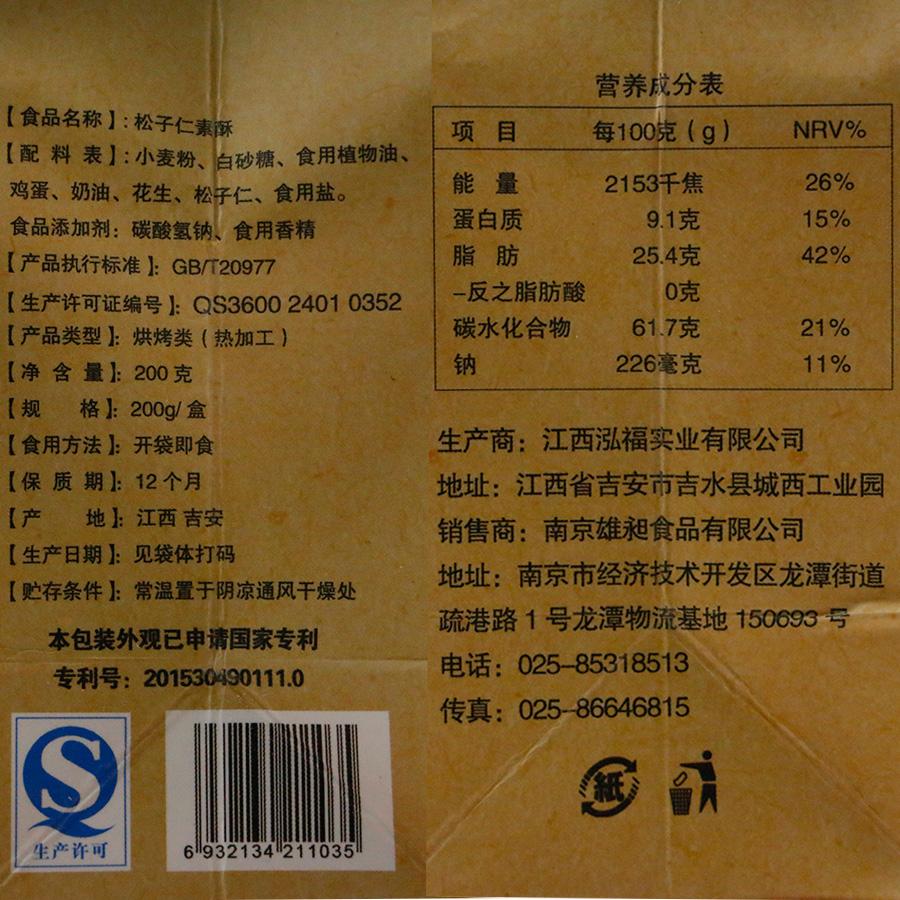 【食品名称】: 松子仁素酥
【配 料 表】: 小麦粉、白砂糖、食用植物油、
鸡蛋、奶油、花生、松子仁、食用盐。
食品添加剂：碳酸氢钠、食用香精
【产品执行标准】: GB/T20977
【生产许可证编号】: QS3600 2401 0352
【产品类型】: 烘烤类（热加工）
【净 含 量】: 200 克
【规 格】: 200g/ 盒
【食用方法】: 开袋即食
【保 质 期】: 12 个月
【产 地】: 江西 吉安
【生产日期】: 见袋体打码
【贮存条件】: 常温置于阴凉通风干燥处
本包装外观已申请国家专利
专利号：201530490111.0
生产许可
6 932134 211035
营养成分表
项 目 每100克（g） NRV%
能 量 2153千焦 26%
蛋白质 9.1克 15%
脂 肪 25.4克 42%
–反之脂肪酸 0克
碳水化合物 61.7克 21%
钠 226毫克 11%
生产商：江西泓福实业有限公司
地址：江西省吉安市吉水县城西工业园
销售商：南京雄昶食品有限公司
地址：南京市经济技术开发区龙潭街道
疏港路 1 号龙潭物流基地 150693 号
电话：025–85318513
传真：025–86646815
紙